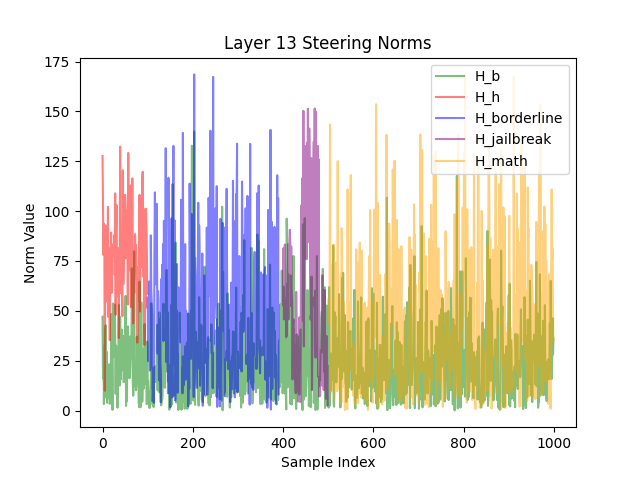 Layer 13 Steering Norms
175
150
125
100
75
50
25
0
Norm Value
0
200
400
600
800
1000
Sample Index
H_b
H_h
H_borderline
H_jailbreak
H_math